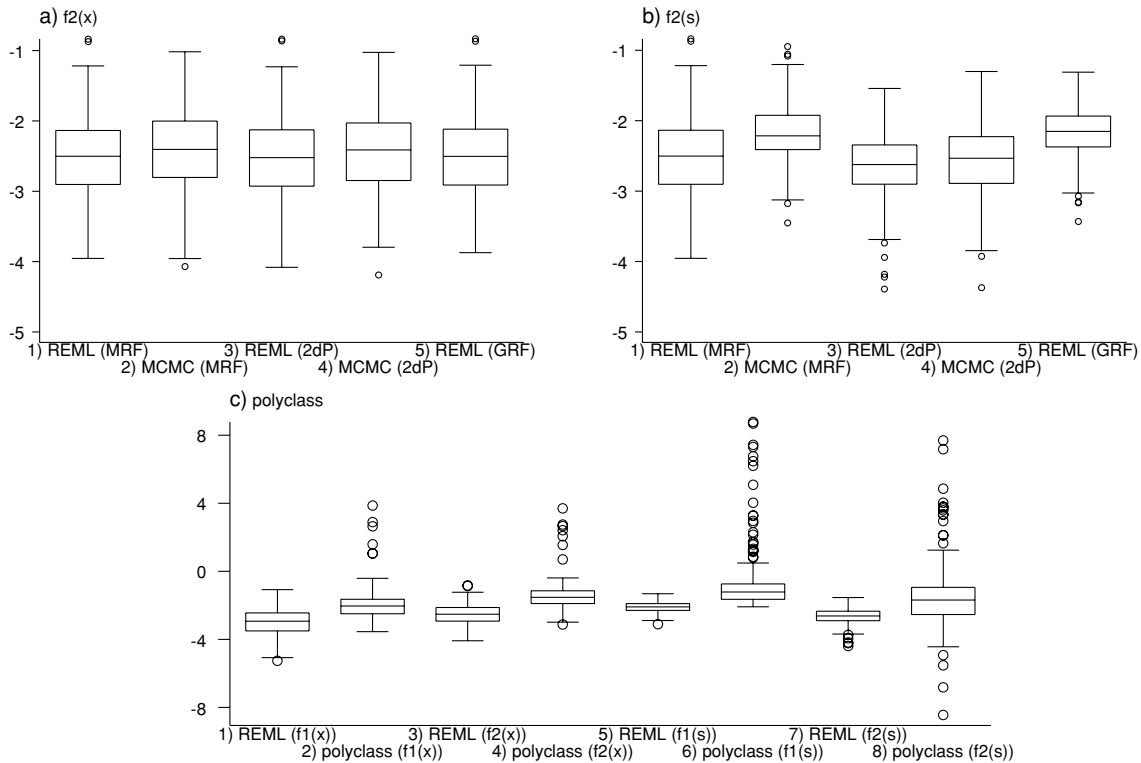 a) f2(x)
-1
-2
-3
-4
-5
1) REML (MRF)
2) MCMC (MRF)
3) REML (2dP)
4) MCMC (2dP)
5) REML (GRF)
b) f2(s)
-1
-2
-3
-4
-5
1) REML (MRF)
2) MCMC (MRF)
3) REML (2dP)
4) MCMC (2dP)
5) REML (GRF)
c) polyclass
8
4
0
-4
-8
1) REML (f1(x))
2) polyclass (f1(x))
3) REML (f2(x))
4) polyclass (f2(x))
5) REML (f1(s))
6) polyclass (f1(s))
7) REML (f2(s))
8) polyclass (f2(s))